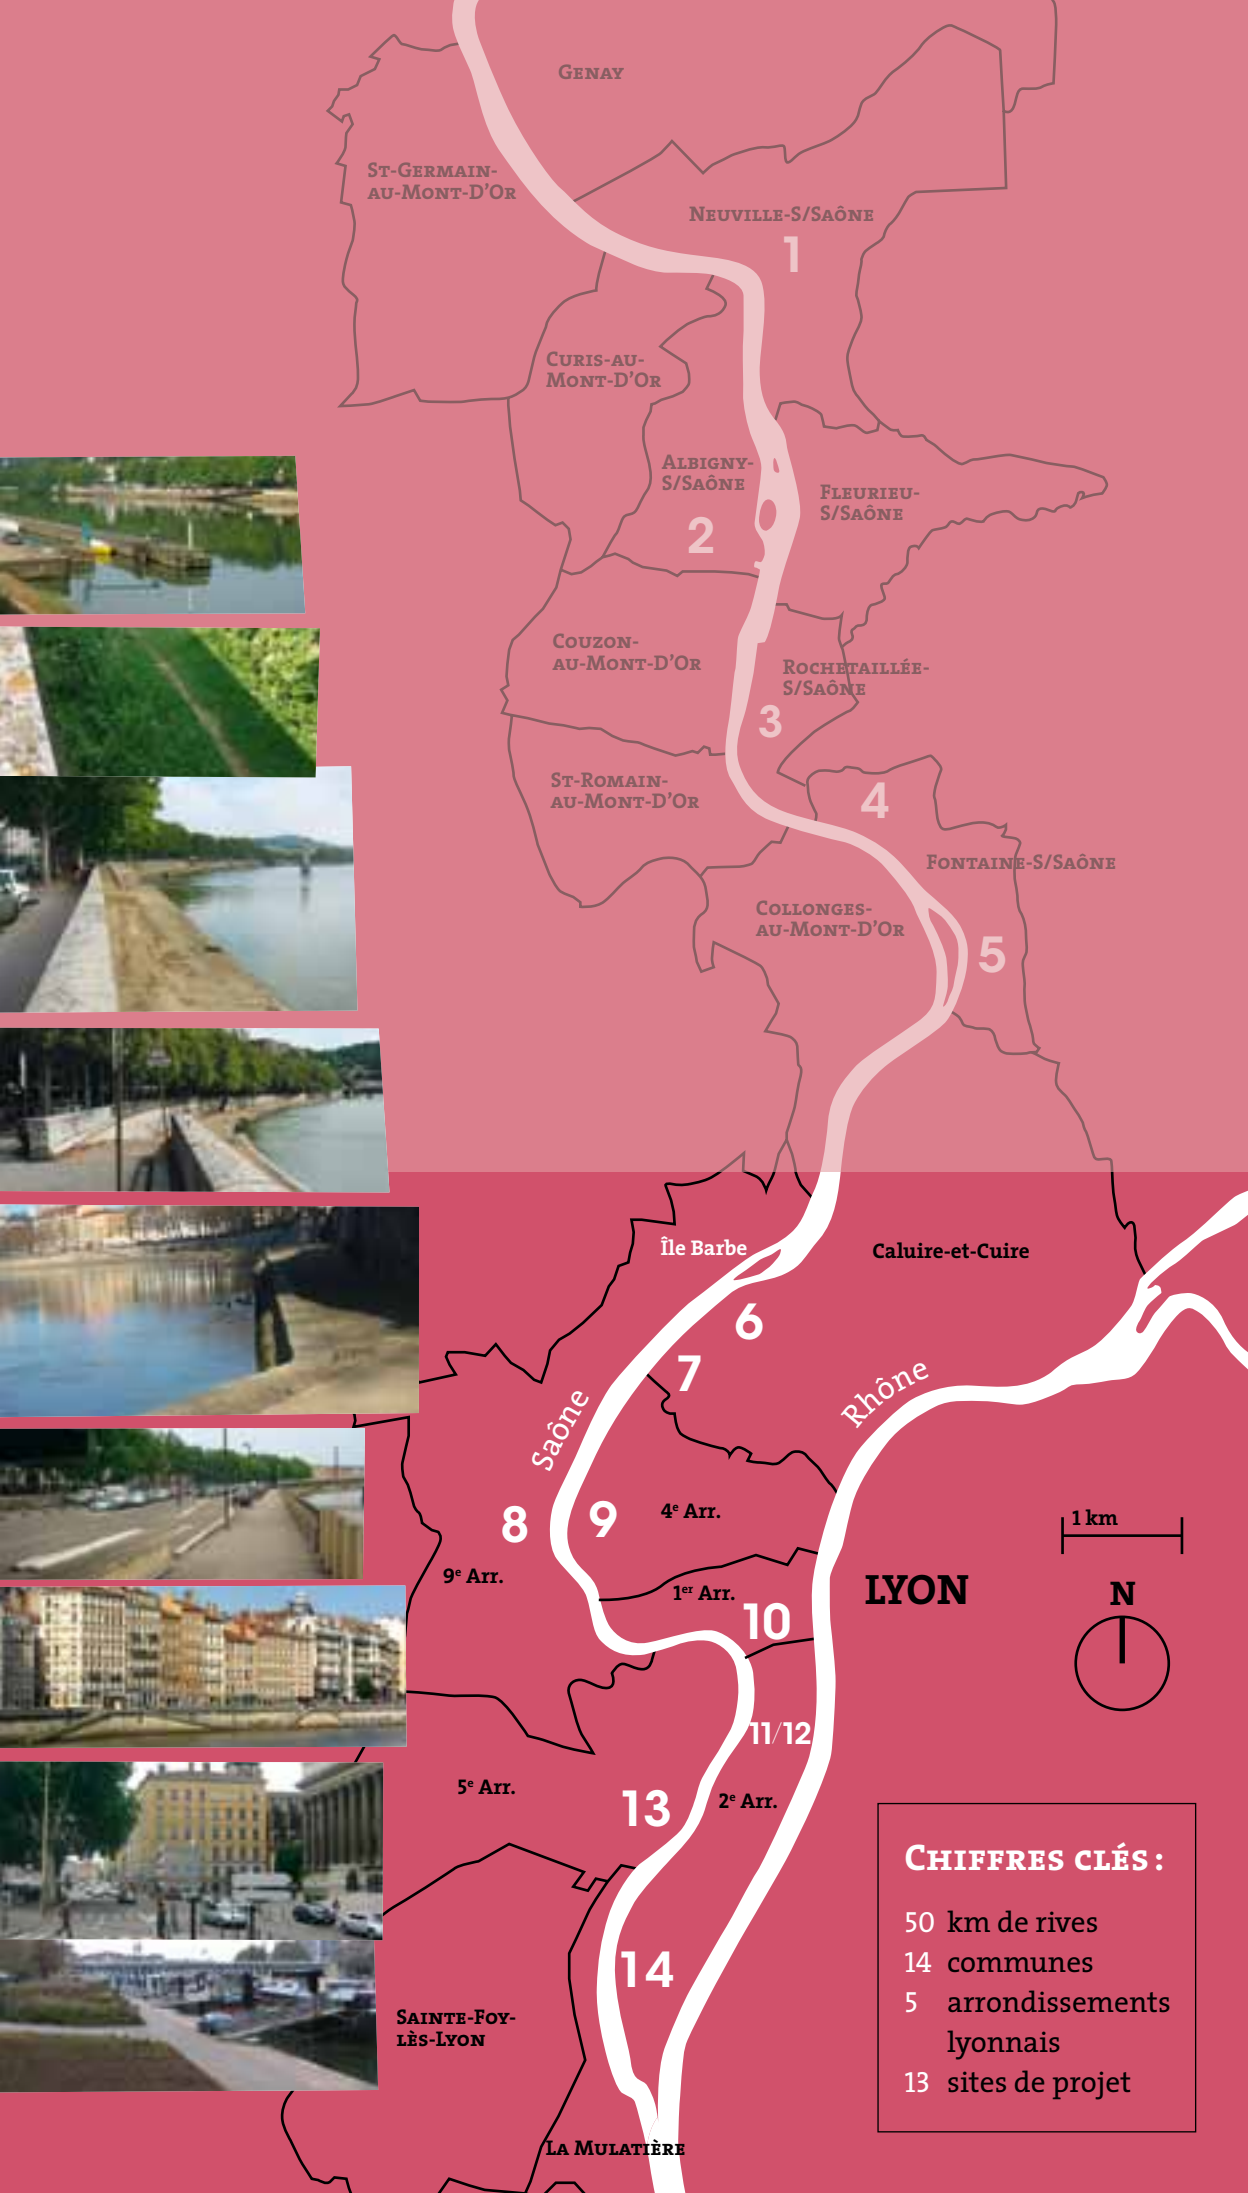 GENAY
ST-GERMAIN-
AU-MONT-D'OR
NEUVILLE-S/SAÔNE
1
CURIS-AU-
MONT-D'OR
ALBIGNY-
S/SAÔNE
2
FLEURIEU-
S/SAÔNE
COUZON-
AU-MONT-D'OR
ROCHETAILLÉE-
S/SAÔNE
3
ST-ROMAIN-
AU-MONT-D'OR
4
FONTAINE-S/SAÔNE
COLLONGES-
AU-MONT-D'OR
5
Île Barbe
Caluire-et-Cuire
6
7
Rhône
Saône
8
9
4e Arr.
1 km
9e Arr.
1er Arr.
LYON
N
10
11/12
5e Arr.
13
2e Arr.
14
SAINTE-FOY-
LÈS-LYON
LA MULATIÈRE
CHIFFRES CLÉS :
50 km de rives
14 communes
5 arrondissements
lyonnais
13 sites de projet